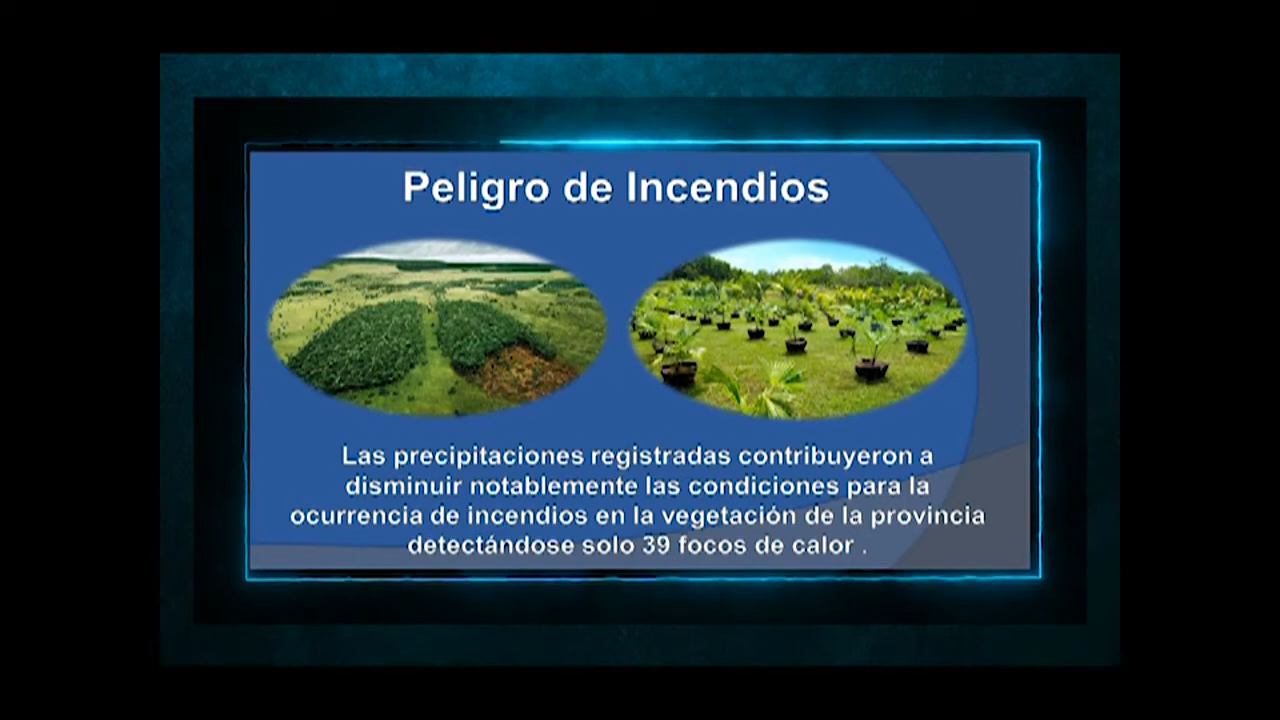 Peligro de Incendios
Las precipitaciones registradas contribuyeron a
disminuir notablemente las condiciones para la
ocurrencia de incendios en la vegetación de la provincia
detectándose solo 39 focos de calor .